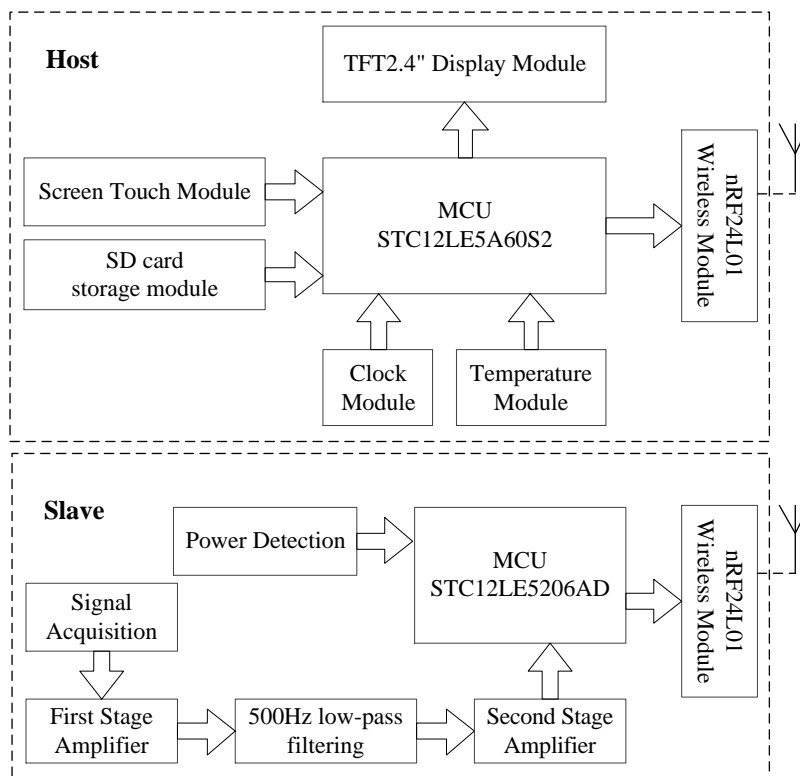 Host
TFT2.4" Display Module
Screen Touch Module
SD card
storage module
MCU
STC12LE5A60S2
nRF24L01
Wireless Module
Clock
Module
Temperature
Module
Slave
Power Detection
MCU
STC12LE5206AD
nRF24L01
Wireless Module
Signal
Acquisition
First Stage
Amplifier
500Hz low-pass
filtering
Second Stage
Amplifier